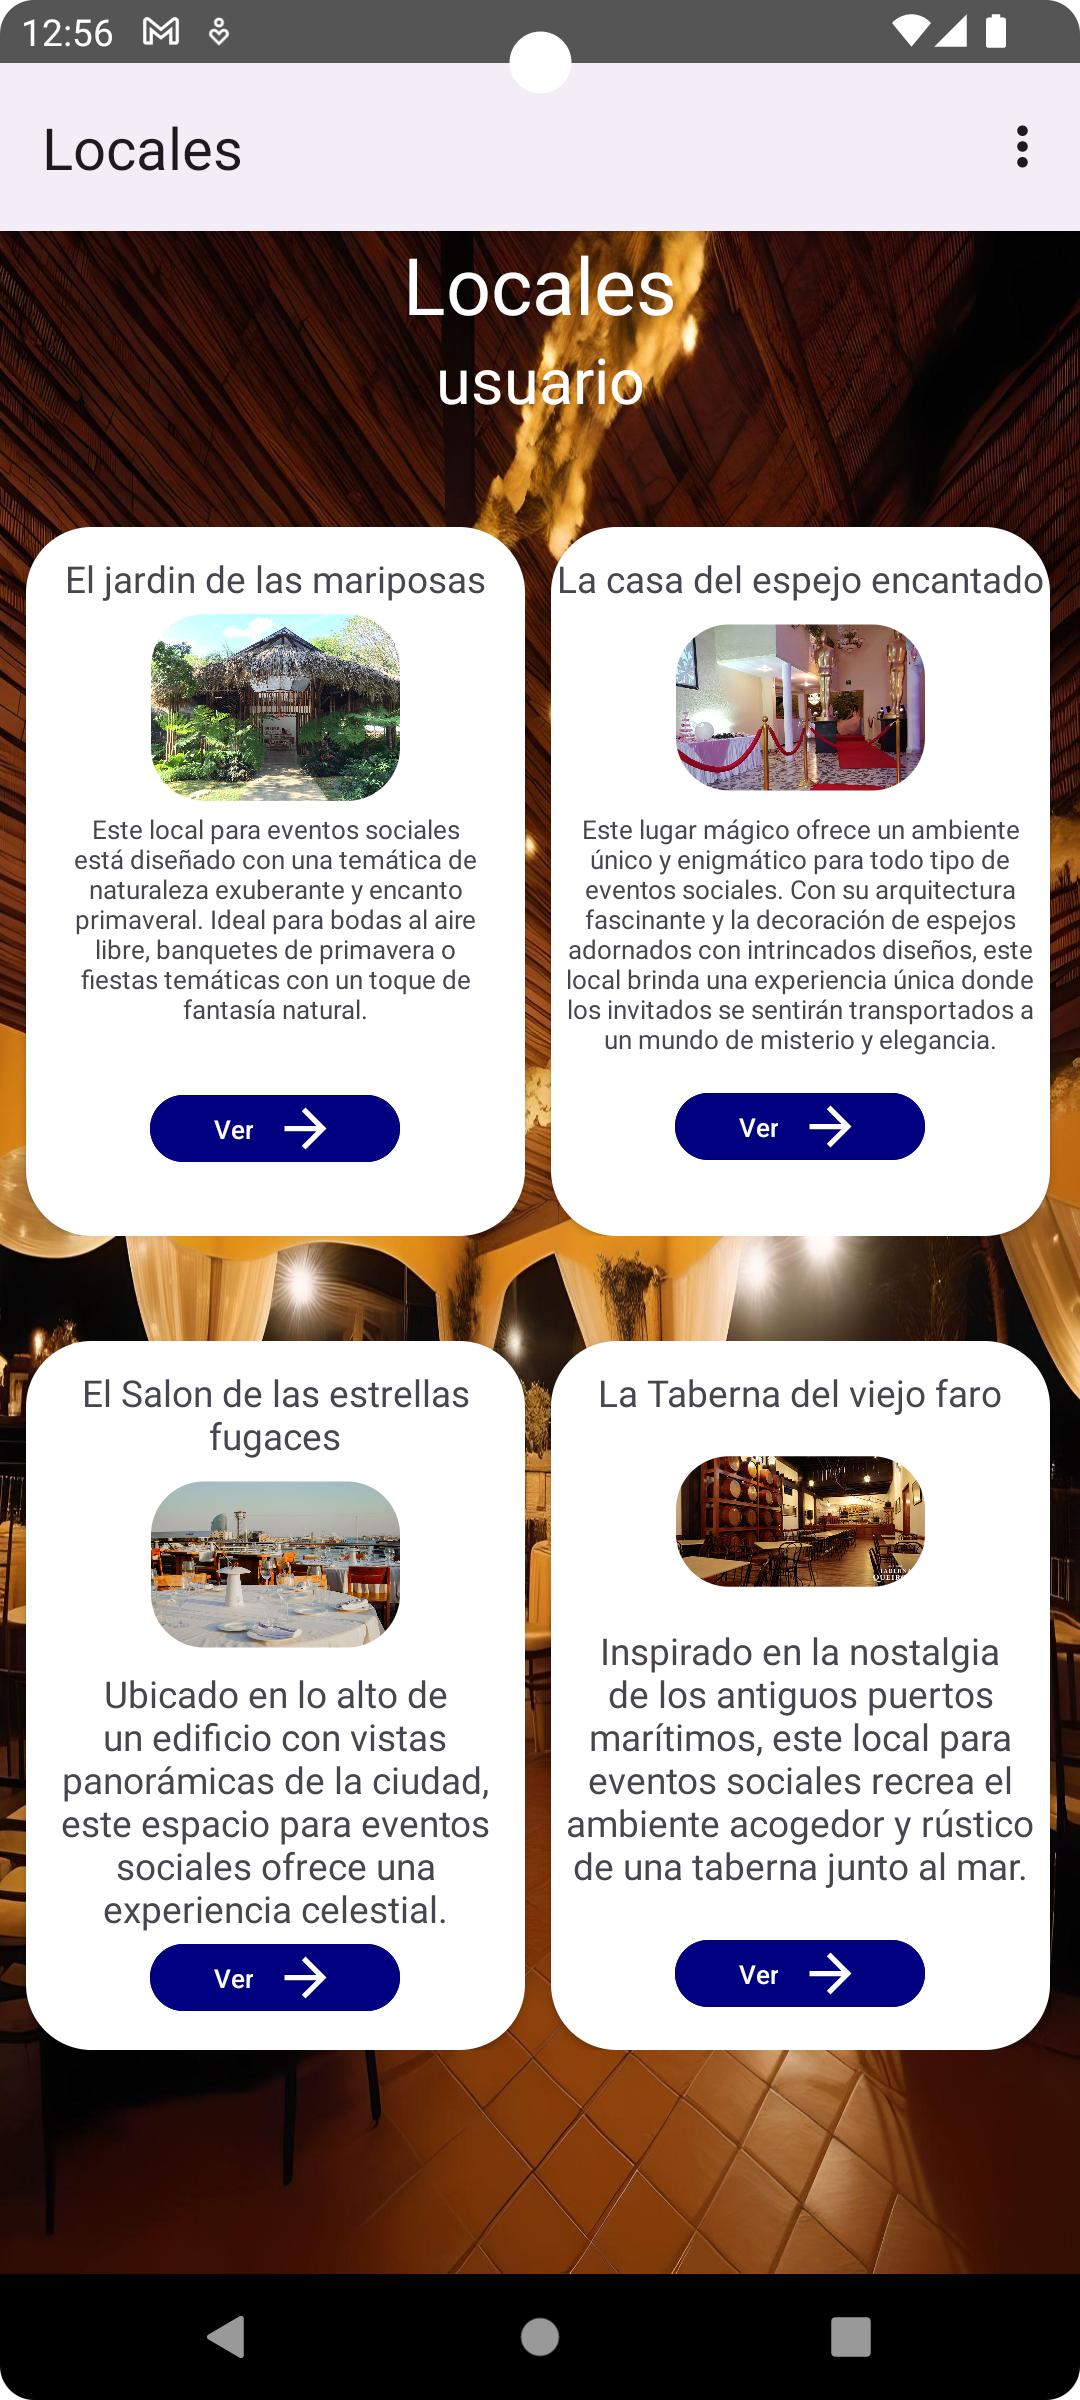 12:56
Locales
Locales
usuario
El jardin de las mariposas
Este local para eventos sociales
está diseñado con una temática de
naturaleza exuberante y encanto
primaveral. Ideal para bodas al aire
libre, banquetes de primavera o
fiestas temáticas con un toque de
fantasía natural.
Ver
La casa del espejo encantado
Este lugar mágico ofrece un ambiente
único y enigmático para todo tipo de
eventos sociales. Con su arquitectura
fascinante y la decoración de espejos
adornados con intrincados diseños, este
local brinda una experiencia única donde
los invitados se sentirán transportados a
un mundo de misterio y elegancia.
Ver
El Salon de las estrellas
fugaces
Ubicado en lo alto de
un edificio con vistas
panorámicas de la ciudad,
este espacio para eventos
sociales ofrece una
experiencia celestial.
Ver
La Taberna del viejo faro
Inspirado en la nostalgia
de los antiguos puertos
marítimos, este local para
eventos sociales recrea el
ambiente acogedor y rústico
de una taberna junto al mar.
Ver